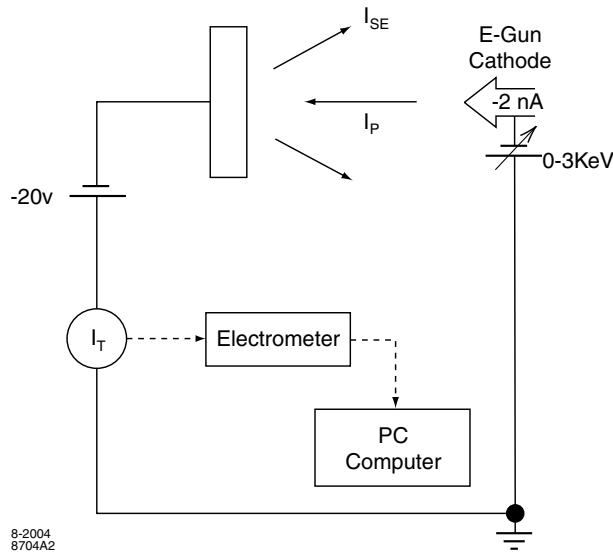 I_SE
E-Gun
Cathode
-2 nA
I_P
0-3KeV
-20v
I_T
Electrometer
PC
Computer
8-2004
8704A2